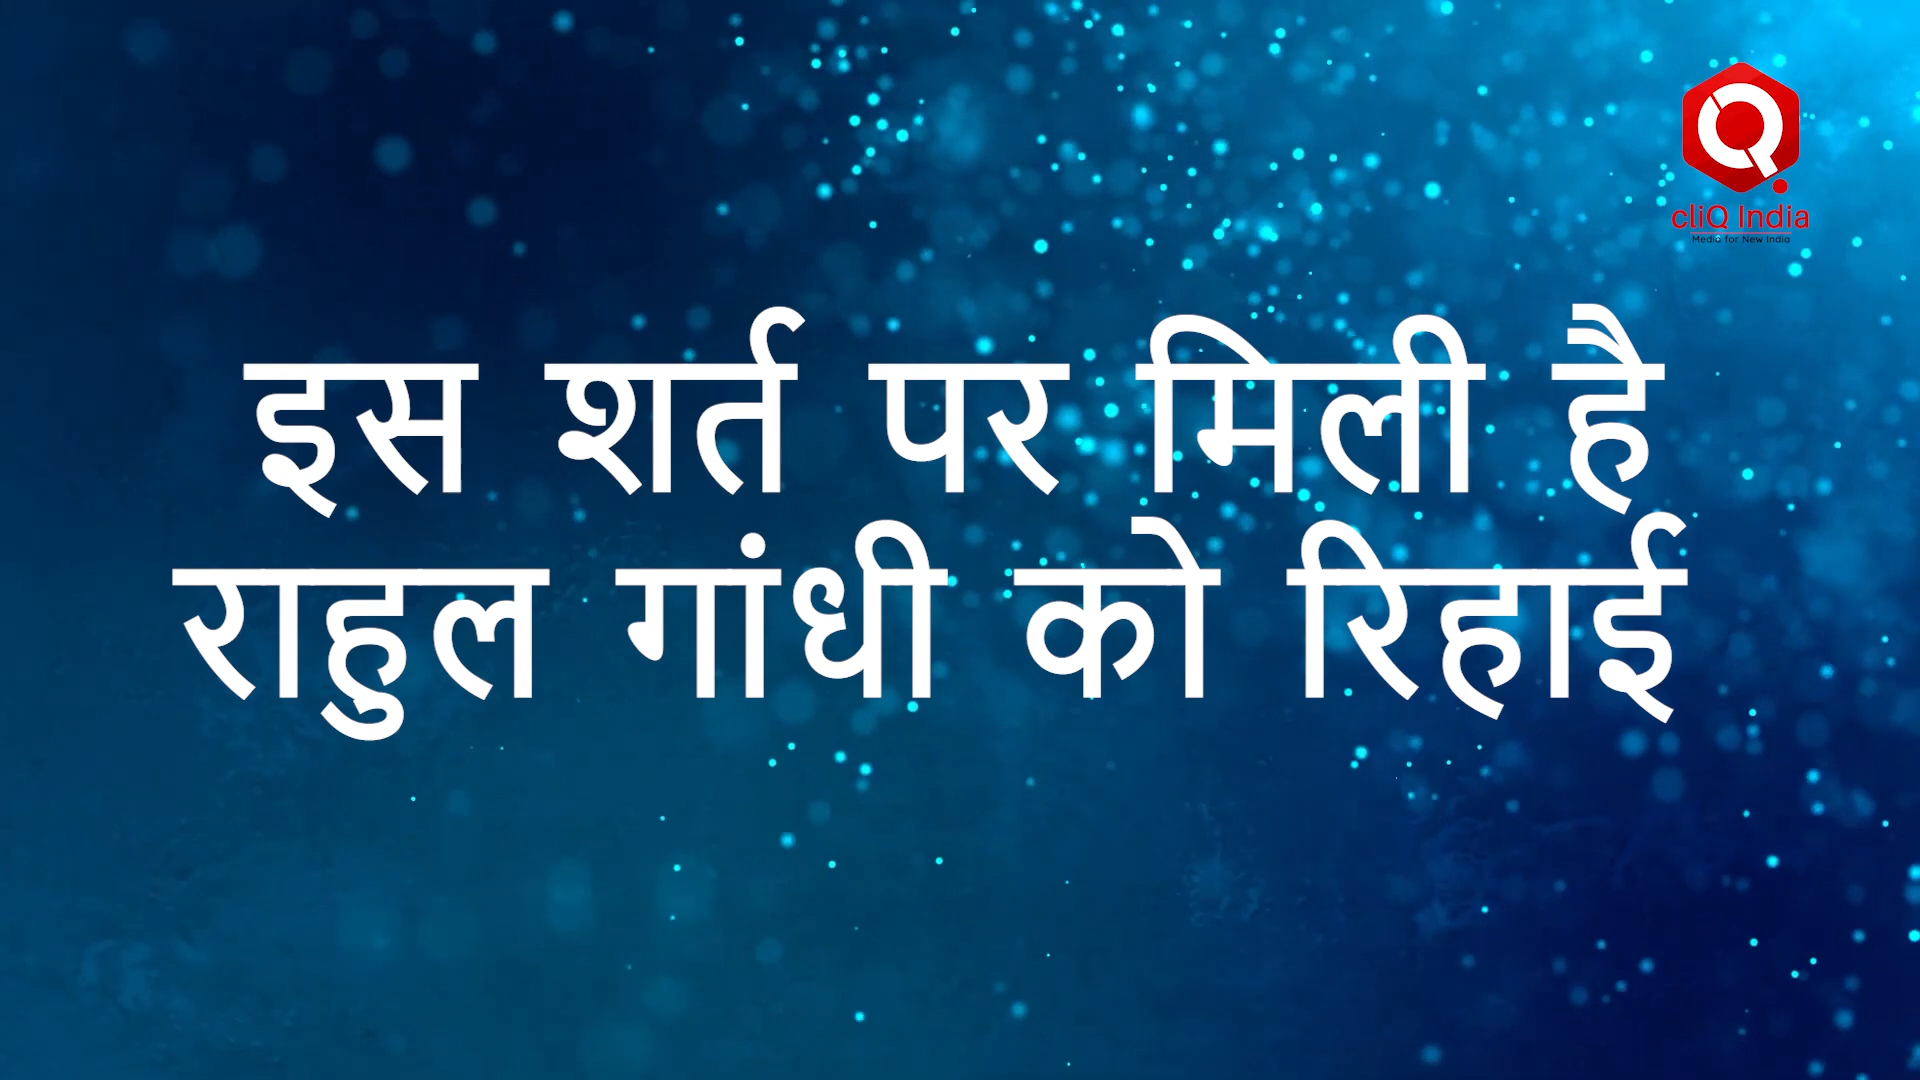 cliQ India
Media for New India
इस शर्त पर मिली है
राहुल गांधी को रिहाई